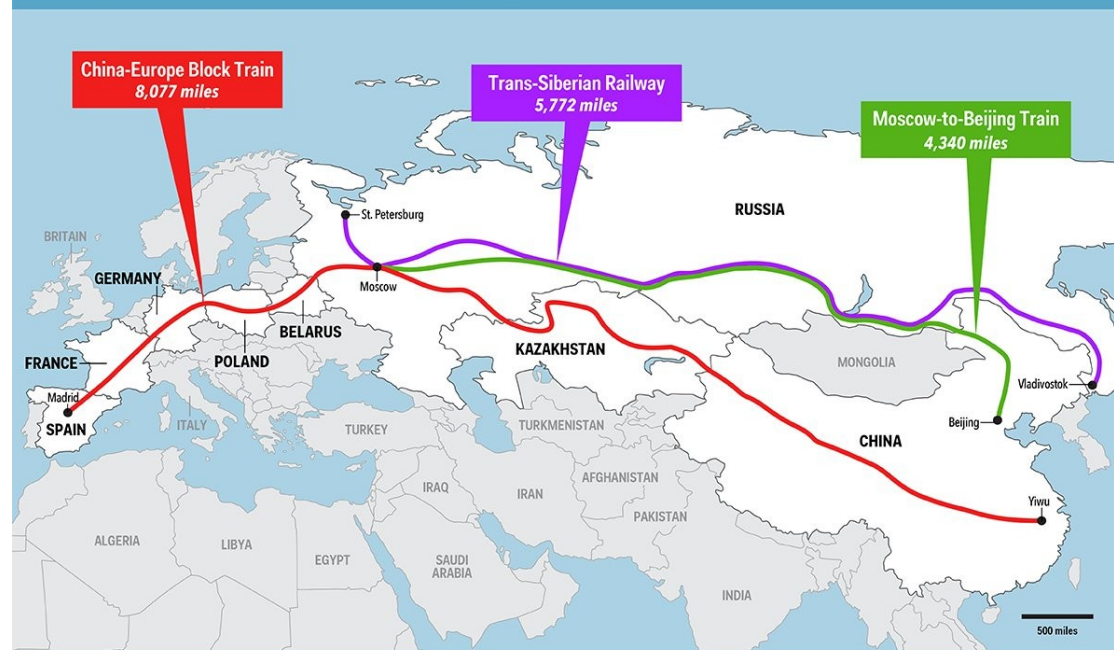 China-Europe Block Train
8,077 miles
Trans-Siberian Railway
5,772 miles
Moscow-to-Beijing Train
4,340 miles
St. Petersburg
RUSSIA
BRITAIN
GERMANY
Moscow
BELARUS
FRANCE
POLAND
KAZAKHSTAN
MONGOLIA
Vladivostok
Madrid
SPAIN
ITALY
TURKEY
TURKMENISTAN
Beijing
CHINA
AFGHANISTAN
IRAQ
IRAN
PAKISTAN
Yiwu
ALGERIA
LIBYA
EGYPT
SAUDI
ARABIA
INDIA
500 miles